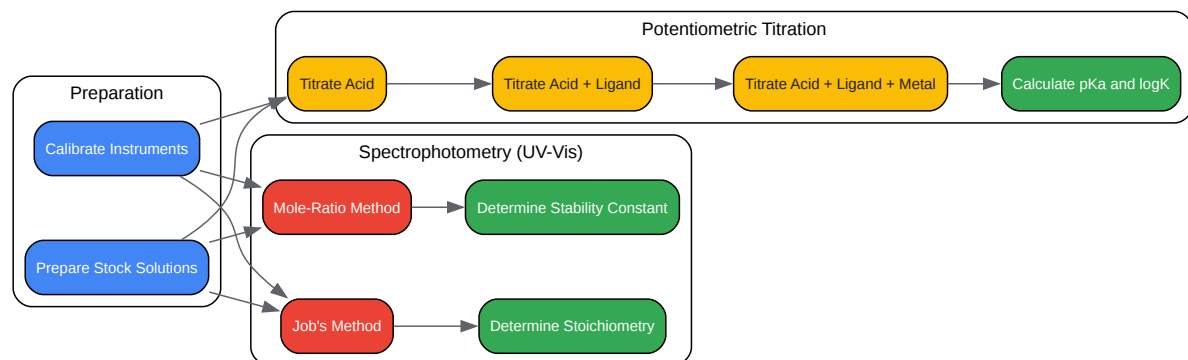 Potentiometric Titration
Titrate Acid
Titrate Acid + Ligand
Titrate Acid + Ligand + Metal
Calculate pKa and logK
Preparation
Calibrate Instruments
Prepare Stock Solutions
Spectrophotometry (UV-Vis)
Mole-Ratio Method
Determine Stability Constant
Job's Method
Determine Stoichiometry